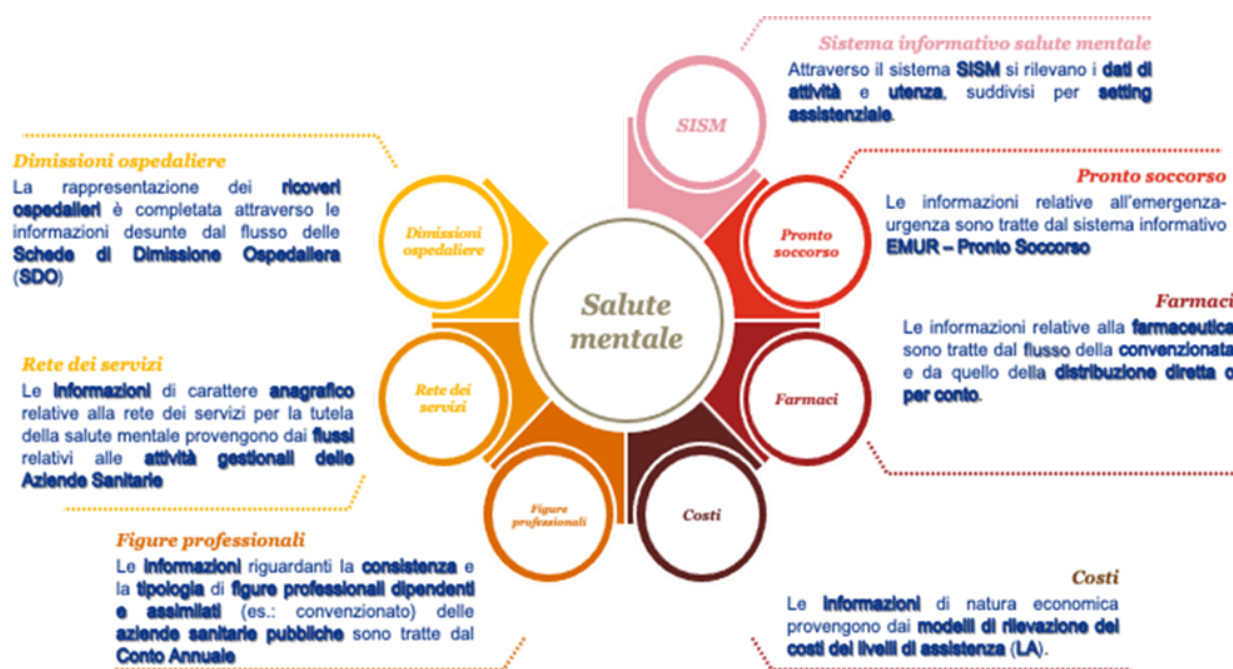 Sistema informativo salute mentale
Attraverso il sistema SISM si rilevano i dati di
attività e utenza, suddivisi per setting
assistenziale.
SISM
Dimissioni ospedaliere
La rappresentazione dei ricoveri
ospedalieri è completata attraverso le
informazioni desunte dal flusso delle
Schede di Dimissione Ospedaliera
(SDO)
Dimissioni
ospedaliere
Pronto
soccorso
Pronto soccorso
Le informazioni relative all'emergenza-
urgenza sono tratte dal sistema informativo
EMUR – Pronto Soccorso
Salute
mentale
Farmaci
Le informazioni relative alla farmaceutica
sono tratte dal flusso della convenzionata
e da quello della distribuzione diretta o
per conto.
Rete dei servizi
Le informazioni di carattere anagrafico
relative alla rete dei servizi per la tutela
della salute mentale provengono dai flussi
relativi alle attività gestionali delle
Aziende Sanitarie
Rete dei
servizi
Farmaci
Figure
professionali
Costi
Figure professionali
Le informazioni riguardanti la consistenza e
la tipologia di figure professionali dipendenti
e assimilati (es.: convenzionato) delle
aziende sanitarie pubbliche sono tratte dal
Conto Annuale
Costi
Le informazioni di natura economica
provengono dai modelli di rilevazione dei
costi dei livelli di assistenza (LA).